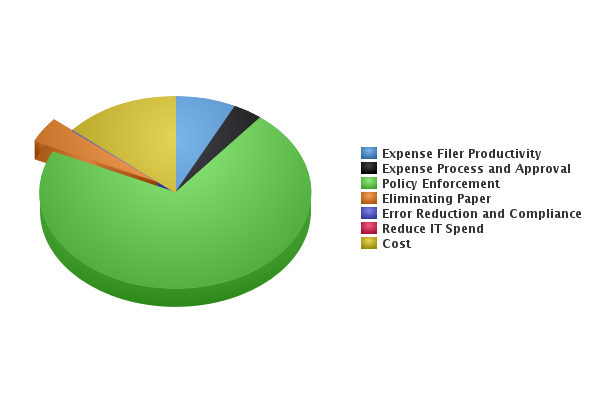 Expense Filer Productivity
Expense Process and Approval
Policy Enforcement
Eliminating Paper
Error Reduction and Compliance
Reduce IT Spend
Cost